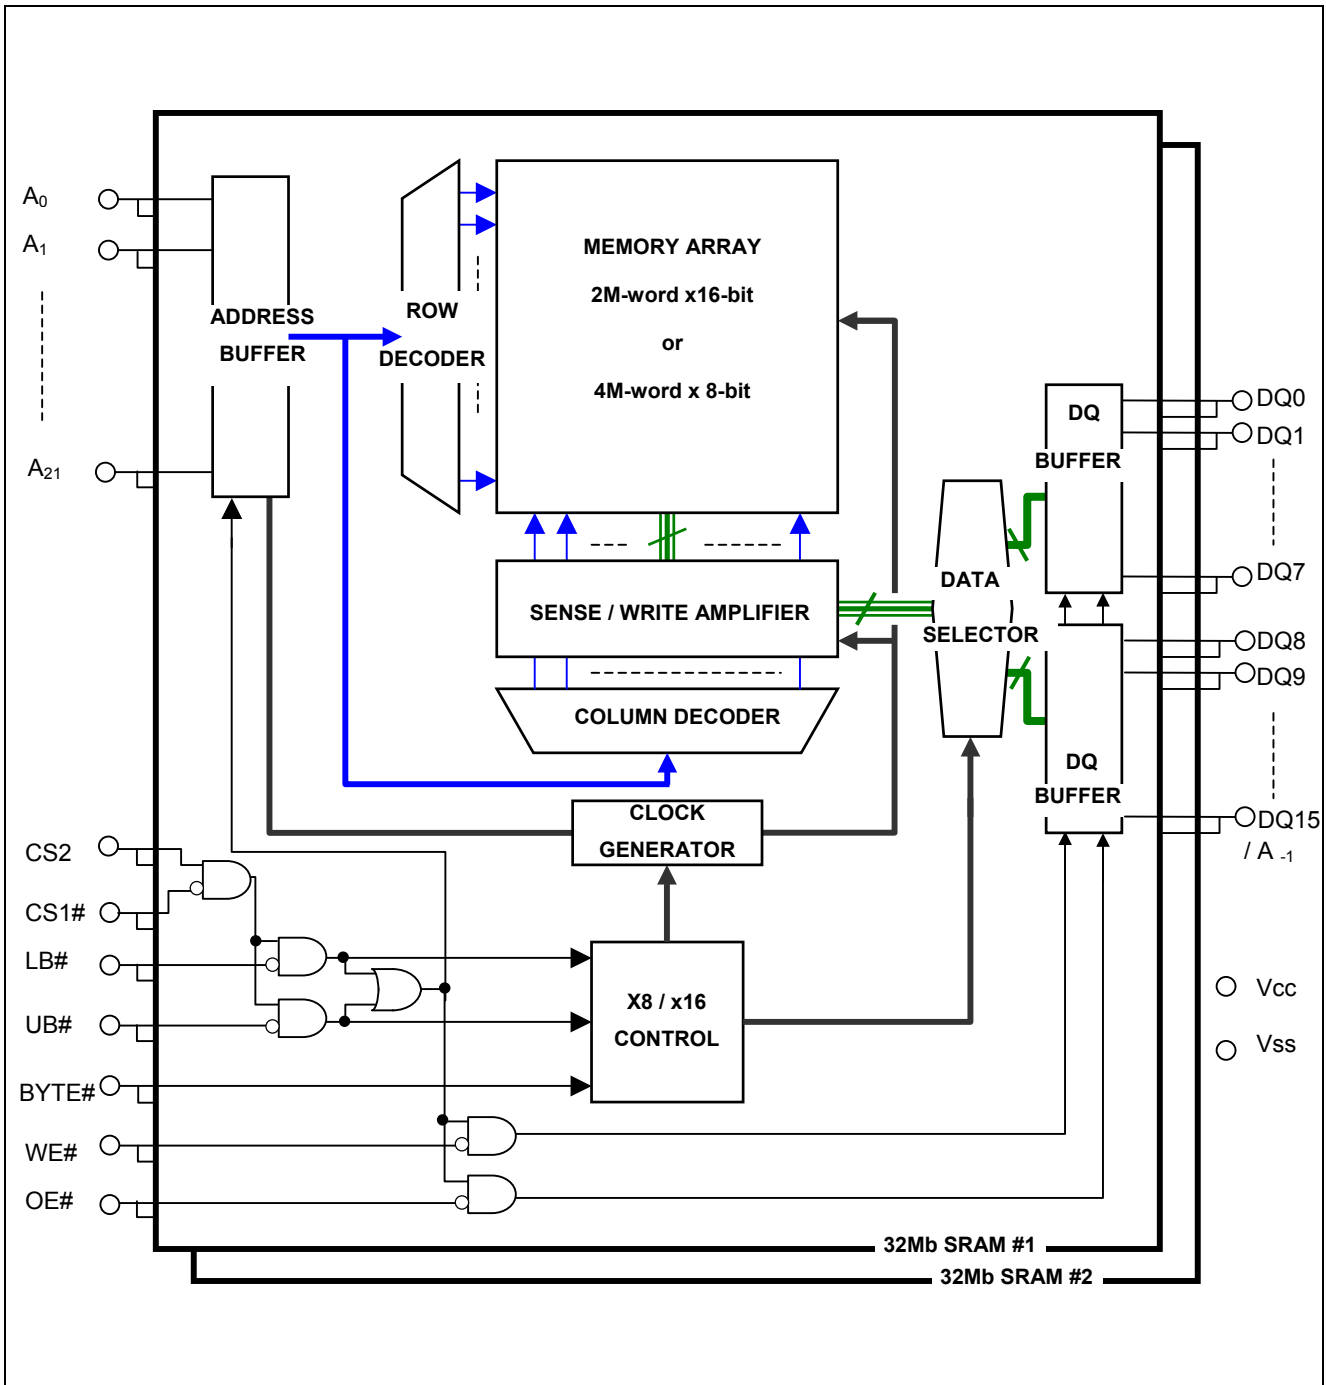 A0
A1
A21
ADDRESS
BUFFER
ROW
DECODER
MEMORY ARRAY
2M-word x16-bit
or
4M-word x 8-bit
SENSE / WRITE AMPLIFIER
COLUMN DECODER
CLOCK
GENERATOR
X8 / x16
CONTROL
DATA
SELECTOR
DQ
BUFFER
DQ
BUFFER
DQ0
DQ1
DQ7
DQ8
DQ9
DQ15
/ A -1
Vcc
Vss
CS2
CS1#
LB#
UB#
BYTE#
WE#
OE#
32Mb SRAM #1
32Mb SRAM #2